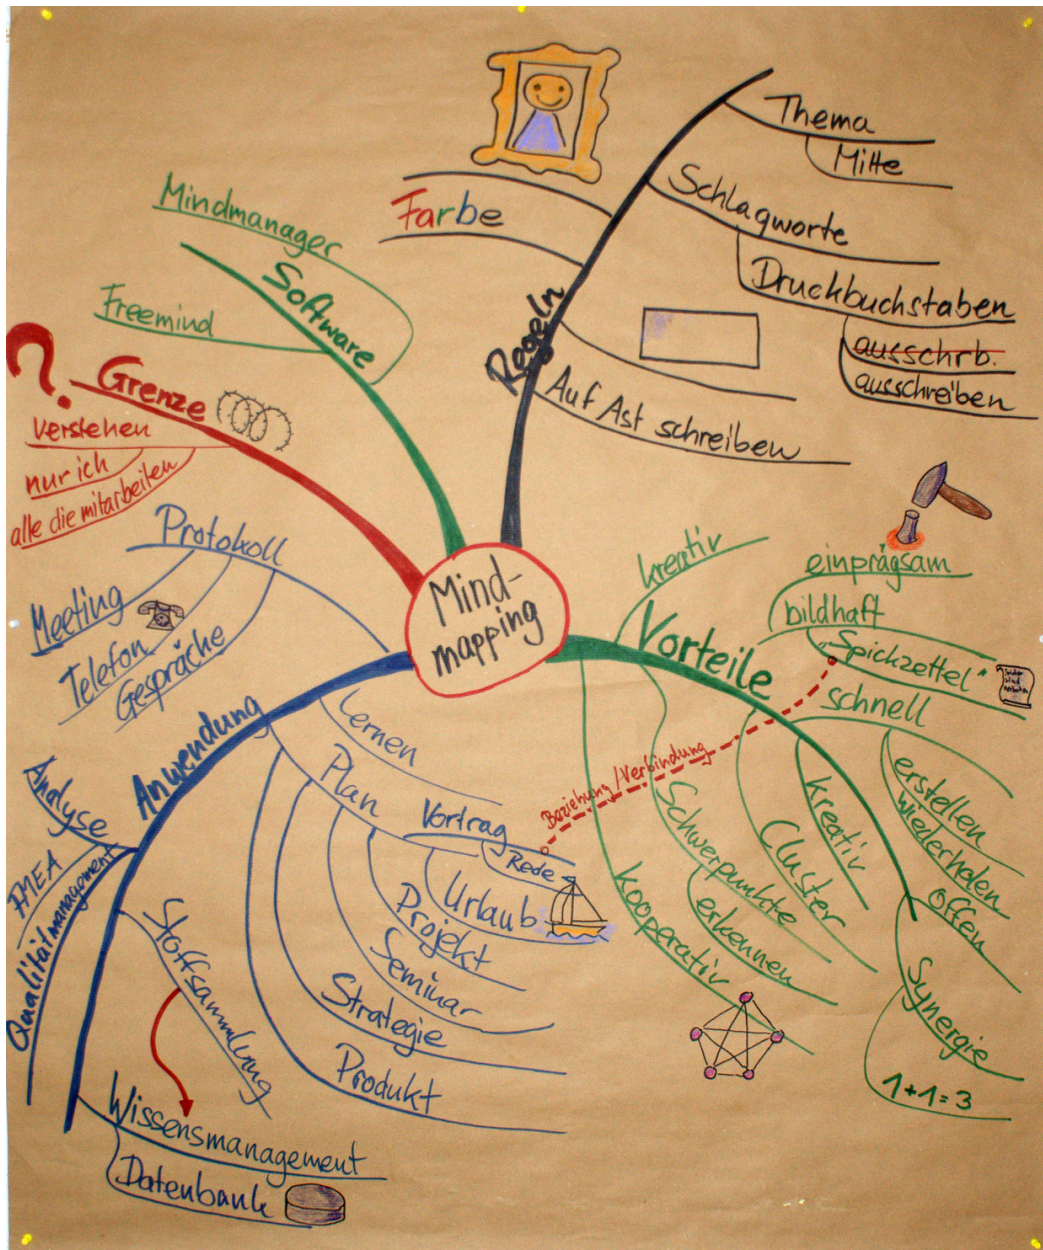 Mind-
mapping
Regeln
Thema
Mitte
Schlagworte
Druckbuchstaben
ausschrb.
ausschreiben
Farbe
Auf Ast schreiben
Software
Mindmanager
Freemind
?
Grenze
verstehen
nur ich
alle die mitarbeiten
Vorteile
kreativ
einprägsam
bildhaft
„Spickzettel“
schnell
erstellen
wiederholen
offen
kreativ
Cluster
Schwerpunkte
erkennen
kooperativ
Synergie
1+1=3
Beziehung/Verbindung
Anwendung
Protokoll
Meeting
Telefon
Gespräche
Lernen
Plan
Vortrag
Rede
Urlaub
Projekt
Seminar
Strategie
Produkt
Analyse
FMEA
Qualitätmanagement
Stoffsammlung
Wissensmanagement
Datenbank